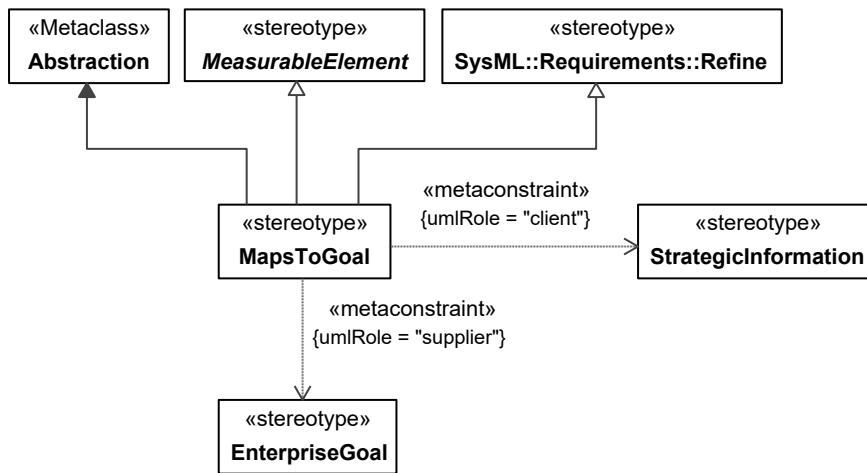 «Metaclass»
Abstraction
«stereotype»
MeasurableElement
«stereotype»
SysML::Requirements::Refine
«metaconstraint»
{umlRole = "client"}
«stereotype»
MapsToGoal
«stereotype»
StrategicInformation
«metaconstraint»
{umlRole = "supplier"}
«stereotype»
EnterpriseGoal